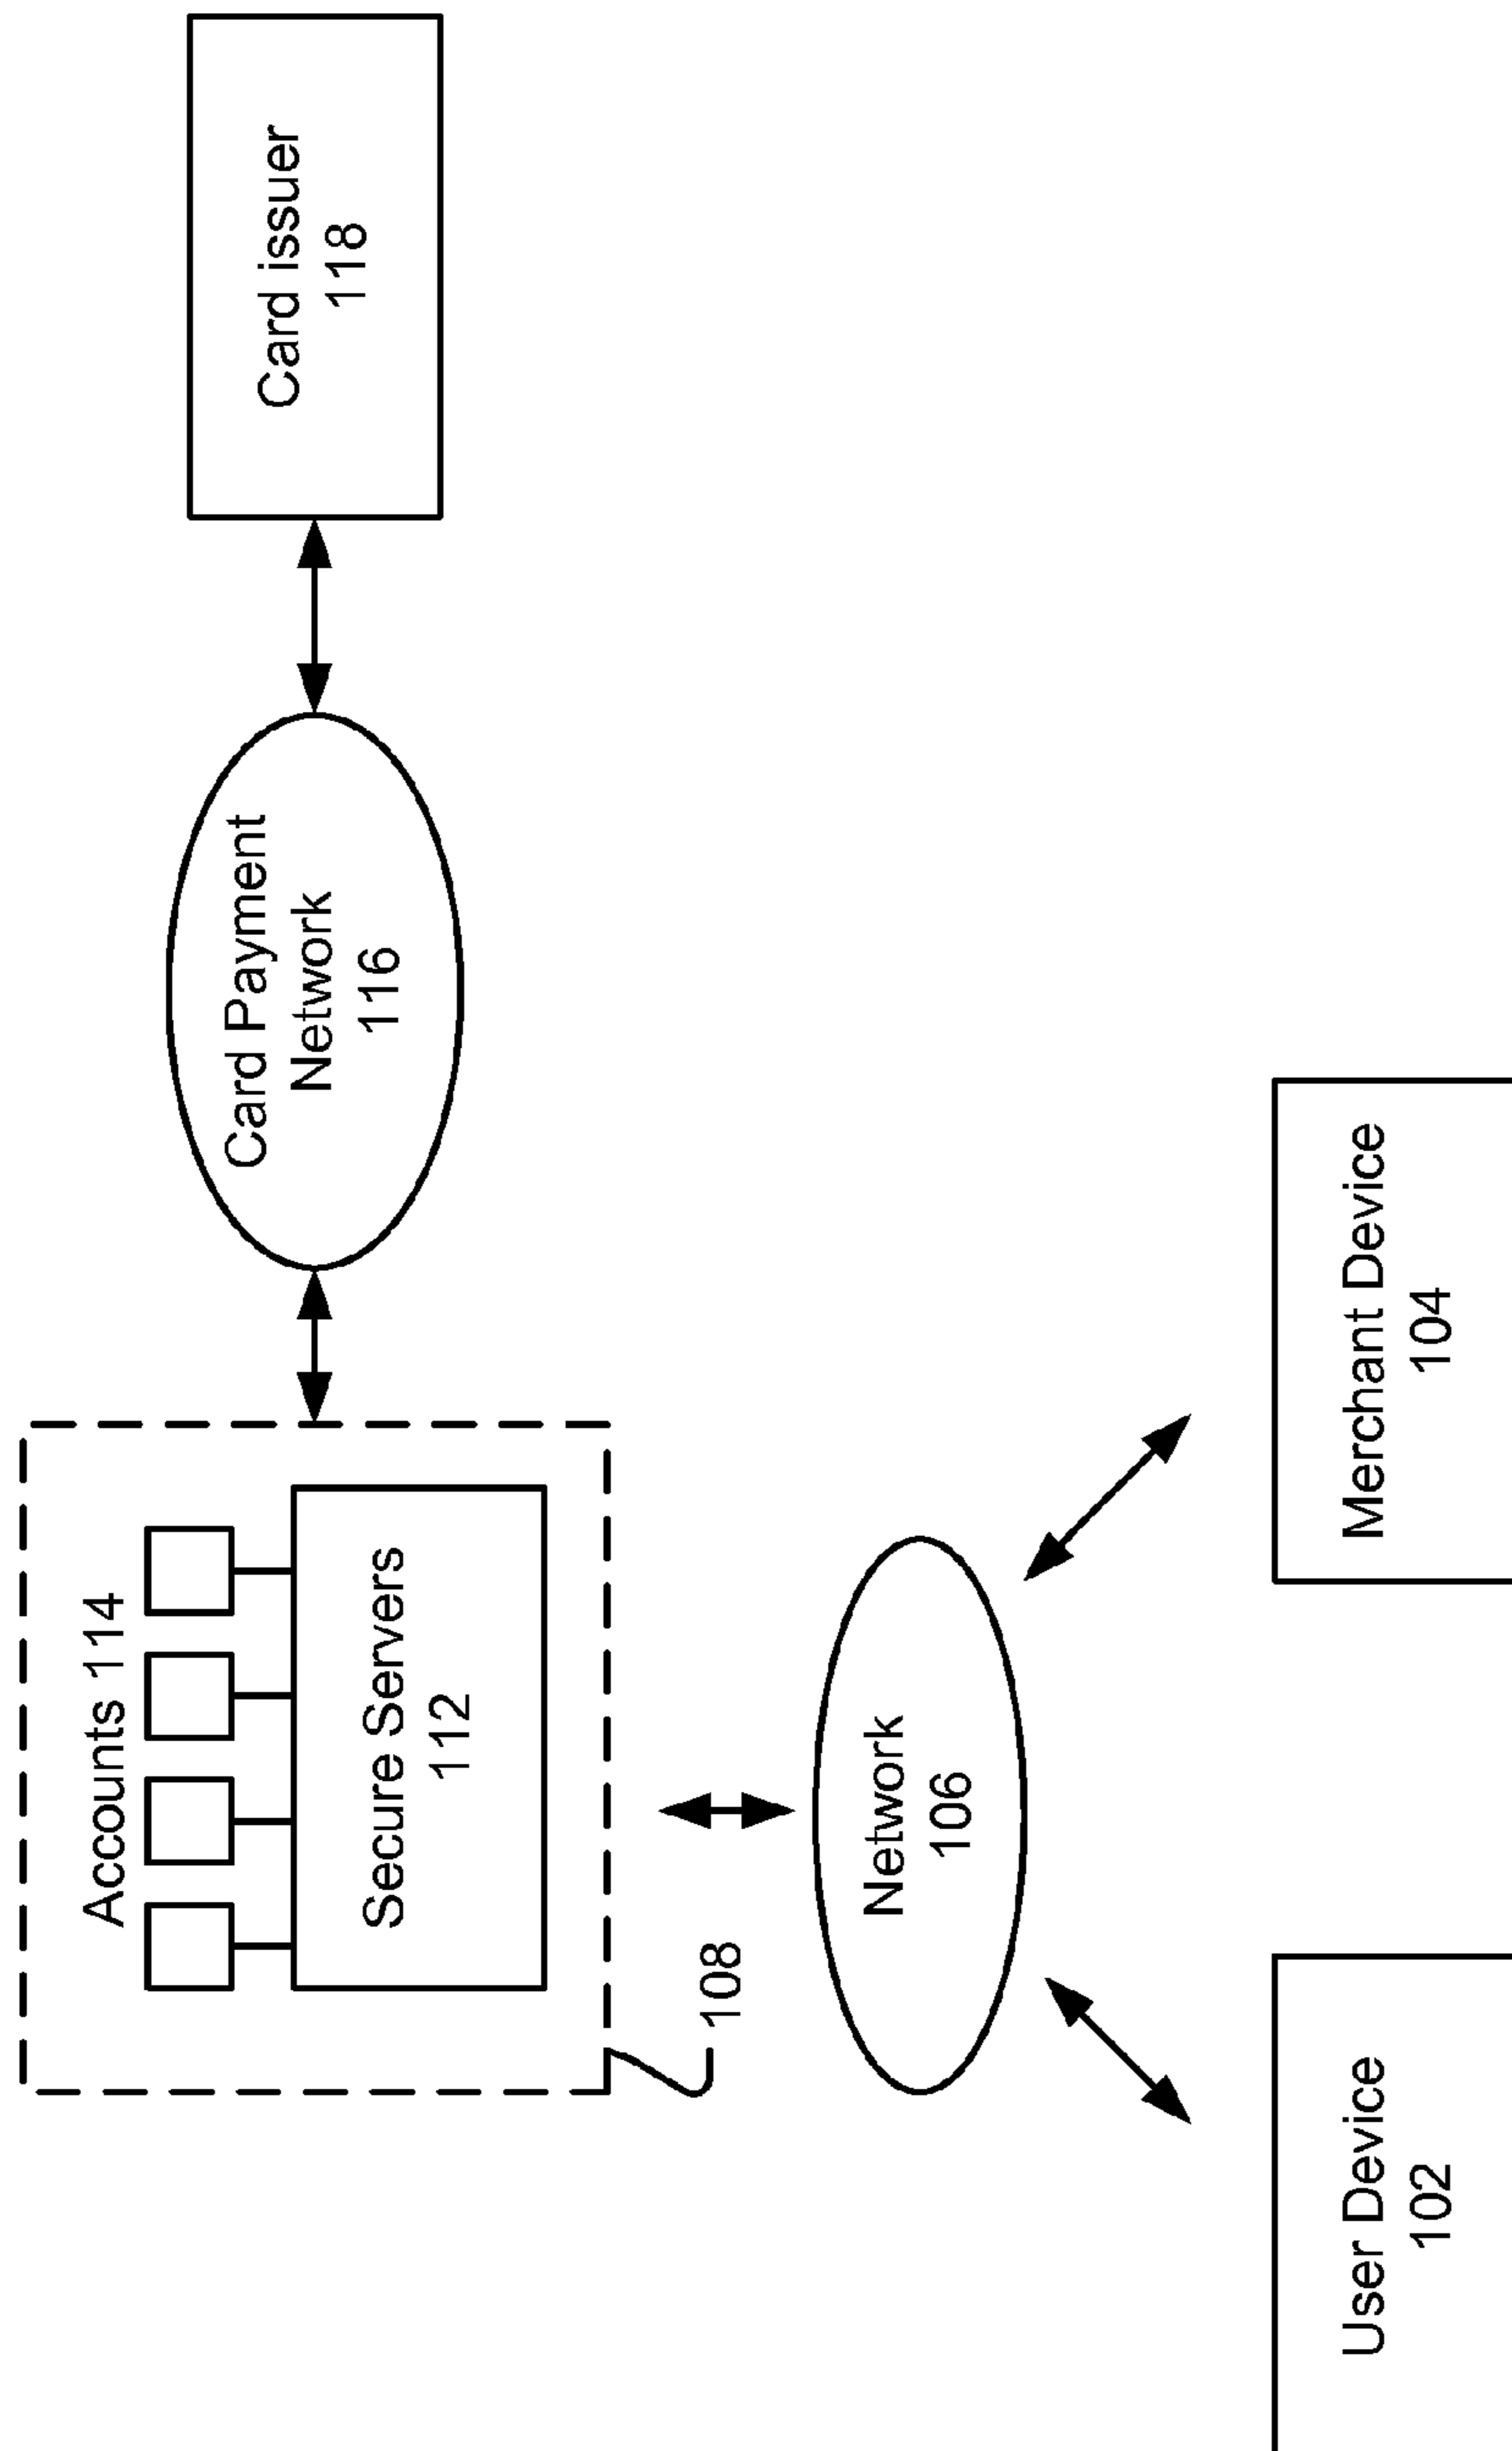 Accounts 114
Secure Servers
112
Card Payment
Network
116
Card issuer
118
108
Network
106
User Device
102
Merchant Device
104